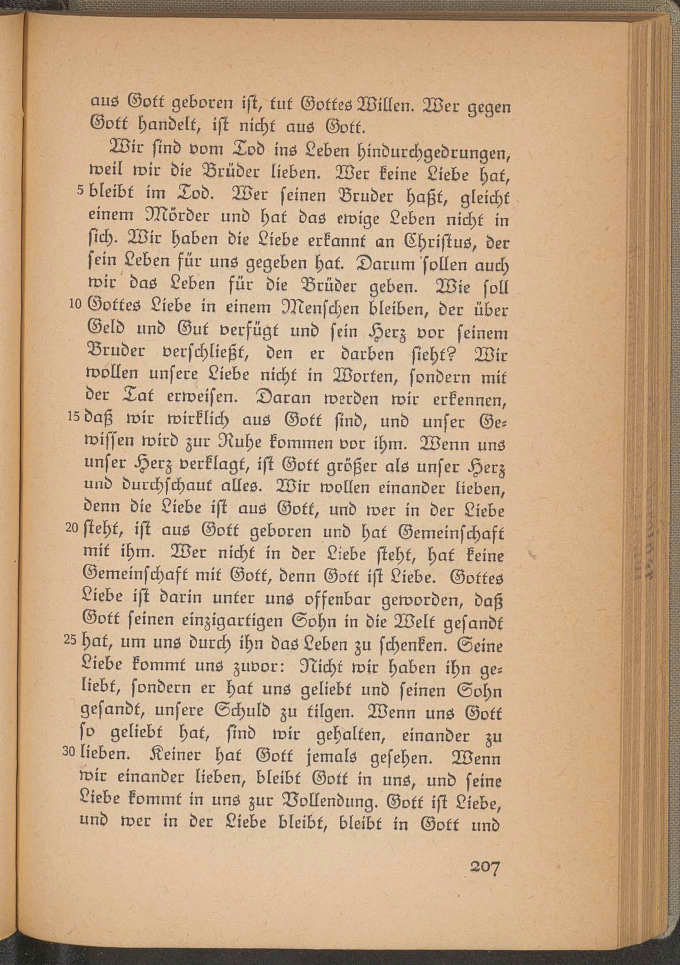 aus Gott geboren ist, tut Gottes Willen. Wer gegen
Gott handelt, ist nicht aus Gott.
Wir sind vom Tod ins Leben hindurchgedrungen,
weil wir die Brüder lieben. Wer keine Liebe hat,
5 bleibt im Tod. Wer seinen Bruder haßt, gleicht
einem Mörder und hat das ewige Leben nicht in
sich. Wir haben die Liebe erkannt an Christus, der
sein Leben für uns gegeben hat. Darum sollen auch
wir das Leben für die Brüder geben. Wie soll
10 Gottes Liebe in einem Menschen bleiben, der über
Geld und Gut verfügt und sein Herz vor seinem
Bruder verschließt, den er darben sieht? Wir
wollen unsere Liebe nicht in Worten, sondern mit
der Tat erweisen. Daran werden wir erkennen,
15 daß wir wirklich aus Gott sind, und unser Ge-
wissen wird zur Ruhe kommen vor ihm. Wenn uns
unser Herz verklagt, ist Gott größer als unser Herz
und durchschaut alles. Wir wollen einander lieben,
denn die Liebe ist aus Gott, und wer in der Liebe
20 steht, ist aus Gott geboren und hat Gemeinschaft
mit ihm. Wer nicht in der Liebe steht, hat keine
Gemeinschaft mit Gott, denn Gott ist Liebe. Gottes
Liebe ist darin unter uns offenbar geworden, daß
Gott seinen einzigartigen Sohn in die Welt gesandt
25 hat, um uns durch ihn das Leben zu schenken. Seine
Liebe kommt uns zuvor: Nicht wir haben ihn ge-
liebt, sondern er hat uns geliebt und seinen Sohn
gesandt, unsere Schuld zu tilgen. Wenn uns Gott
so geliebt hat, sind wir gehalten, einander zu
30 lieben. Keiner hat Gott jemals gesehen. Wenn
wir einander lieben, bleibt Gott in uns, und seine
Liebe kommt in uns zur Vollendung. Gott ist Liebe,
und wer in der Liebe bleibt, bleibt in Gott und
207